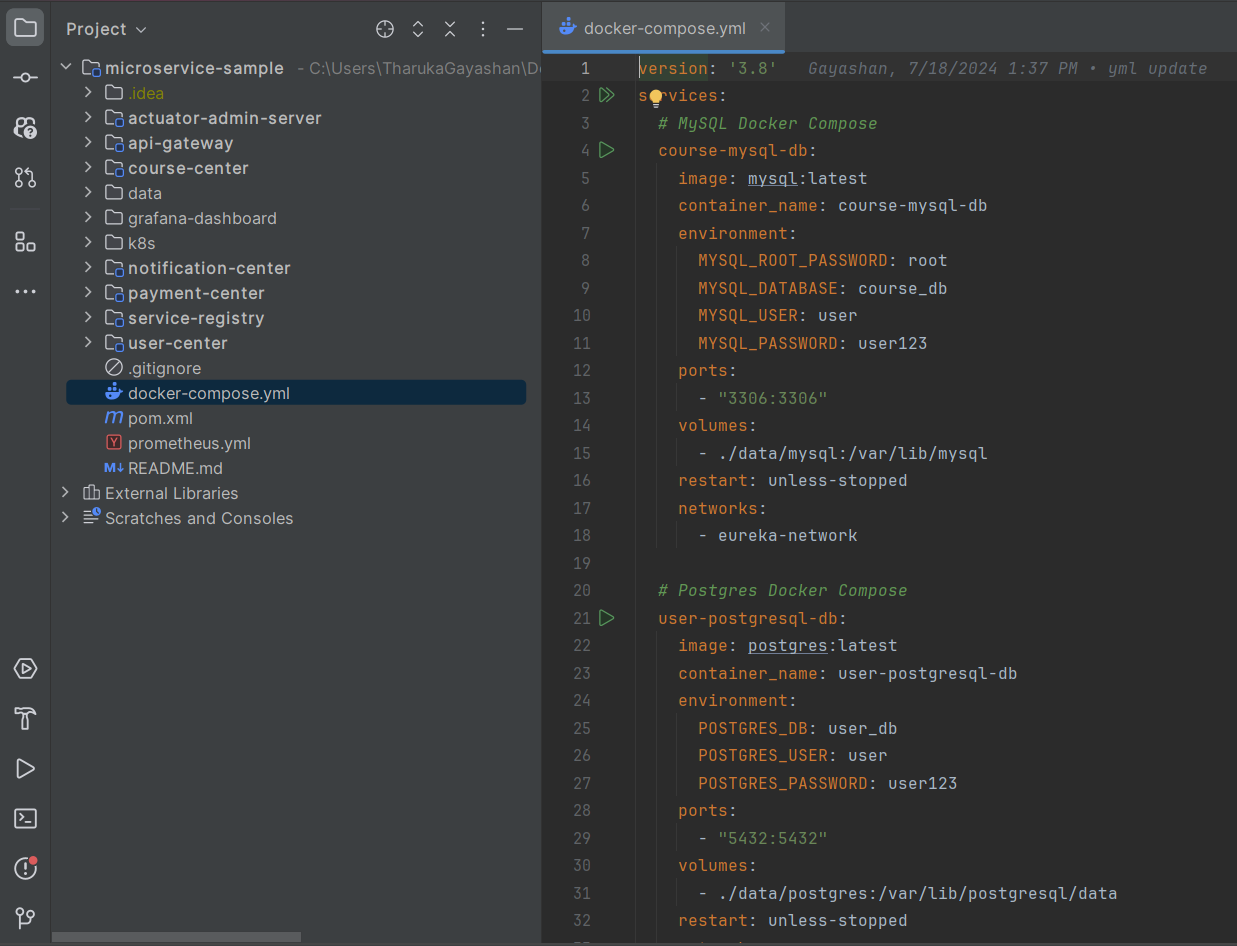 Project
microservice-sample - C:\Users\TharukaGayashan\D
.idea
actuator-admin-server
api-gateway
course-center
data
grafana-dashboard
k8s
notification-center
payment-center
service-registry
user-center
.gitignore
docker-compose.yml
m pom.xml
Y prometheus.yml
M↓ README.md
External Libraries
Scratches and Consoles
docker-compose.yml
1 version: '3.8' Gayashan, 7/18/2024 1:37 PM • yml update
2 services:
3 # MySQL Docker Compose
4 course-mysql-db:
5 image: mysql:latest
6 container_name: course-mysql-db
7 environment:
8 MYSQL_ROOT_PASSWORD: root
9 MYSQL_DATABASE: course_db
10 MYSQL_USER: user
11 MYSQL_PASSWORD: user123
12 ports:
13 - "3306:3306"
14 volumes:
15 - ./data/mysql:/var/lib/mysql
16 restart: unless-stopped
17 networks:
18 - eureka-network
19
20 # Postgres Docker Compose
21 user-postgresql-db:
22 image: postgres:latest
23 container_name: user-postgresql-db
24 environment:
25 POSTGRES_DB: user_db
26 POSTGRES_USER: user
27 POSTGRES_PASSWORD: user123
28 ports:
29 - "5432:5432"
30 volumes:
31 - ./data/postgres:/var/lib/postgresql/data
32 restart: unless-stopped